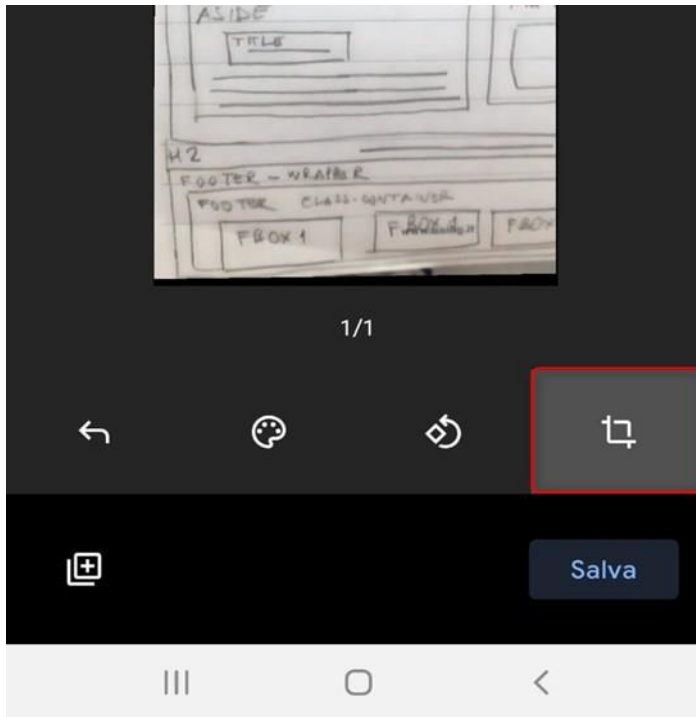 ASIDE
TITLE
H2
FOOTER - WRAPPER
FOOTER CLASS-CONTAINER
FBOX 1
1/1
Salva